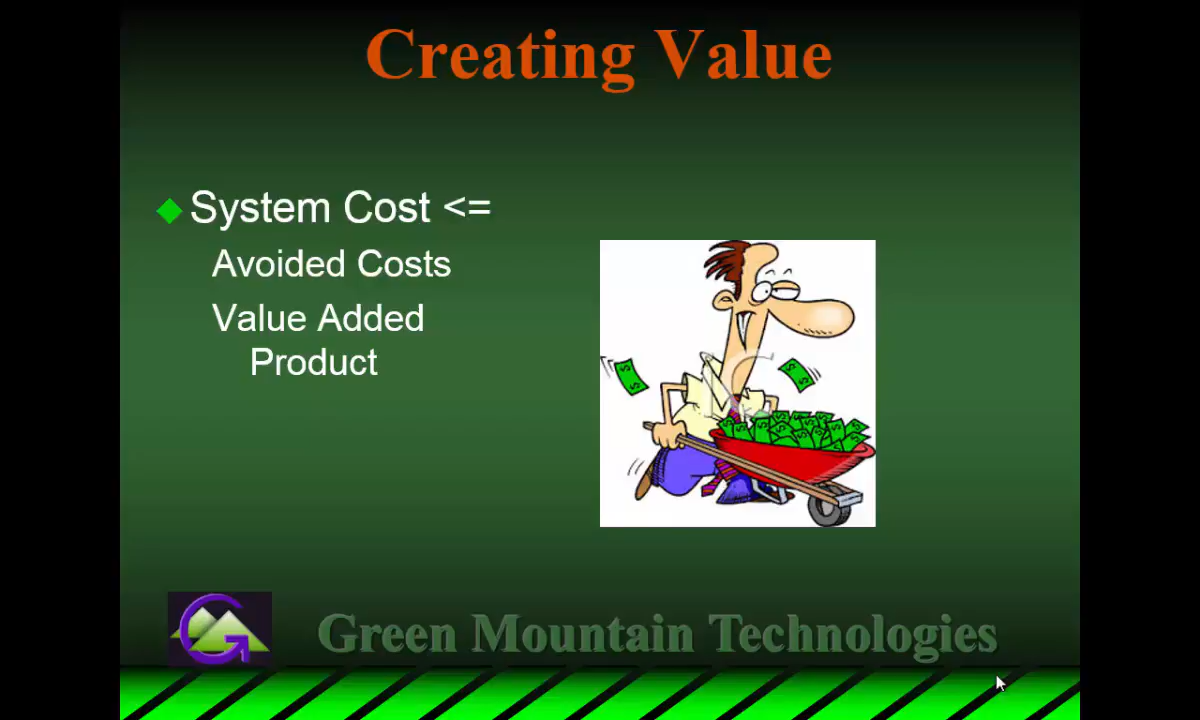 Creating Value
System Cost <=
Avoided Costs
Value Added
Product
Green Mountain Technologies